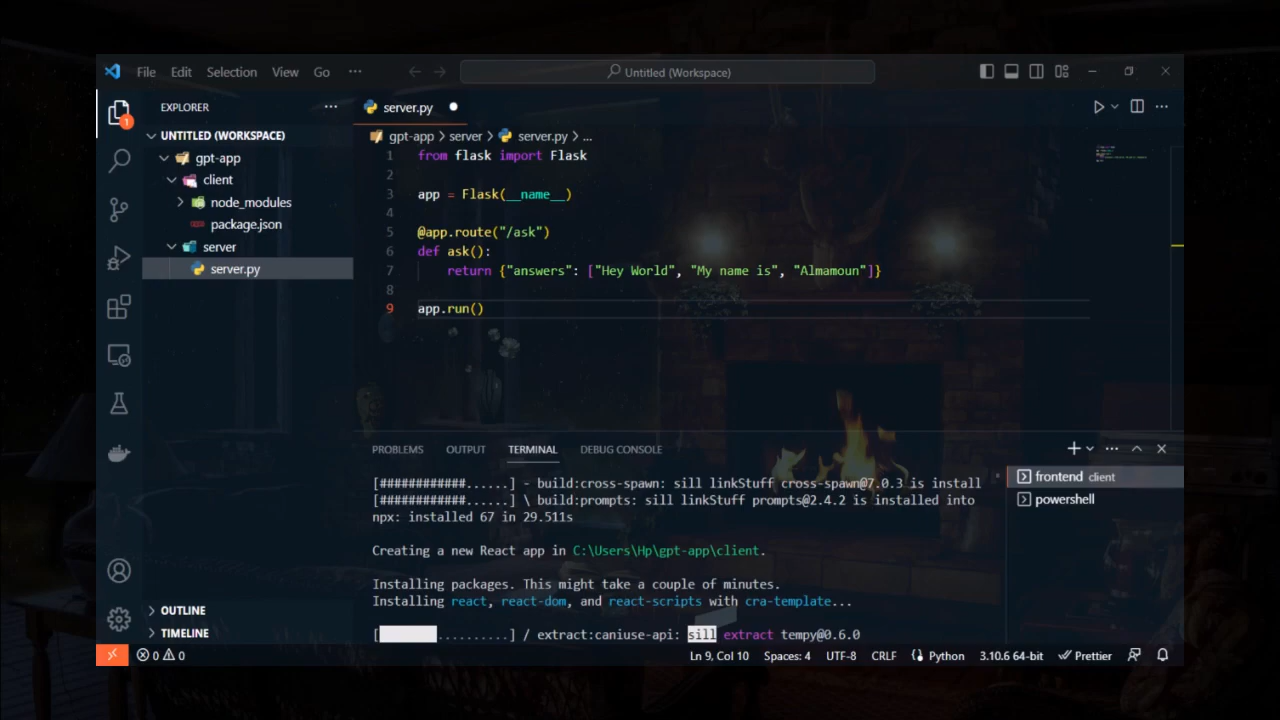 File Edit Selection View Go ... Untitled (Workspace)
EXPLORER ...
1
UNTITLED (WORKSPACE)
gpt-app
client
node_modules
package.json
server
server.py
OUTLINE
TIMELINE
server.py
gpt-app > server > server.py > ...
1 from flask import Flask
2
3 app = Flask(__name__)
4
5 @app.route("/ask")
6 def ask():
7 return {"answers": ["Hey World", "My name is", "Almamoun"]}
8
9 app.run()
PROBLEMS OUTPUT TERMINAL DEBUG CONSOLE
[############......] - build:cross-spawn: sill linkStuff cross-spawn@7.0.3 is install
[############......] \ build:prompts: sill linkStuff prompts@2.4.2 is installed into
npx: installed 67 in 29.511s
Creating a new React app in C:\Users\Hp\gpt-app\client.
Installing packages. This might take a couple of minutes.
Installing react, react-dom, and react-scripts with cra-template...
[ ..........] / extract:caniuse-api: sill extract tempy@0.6.0
frontend client
powershell
0 0 Ln 9, Col 10 Spaces: 4 UTF-8 CRLF Python 3.10.6 64-bit Prettier